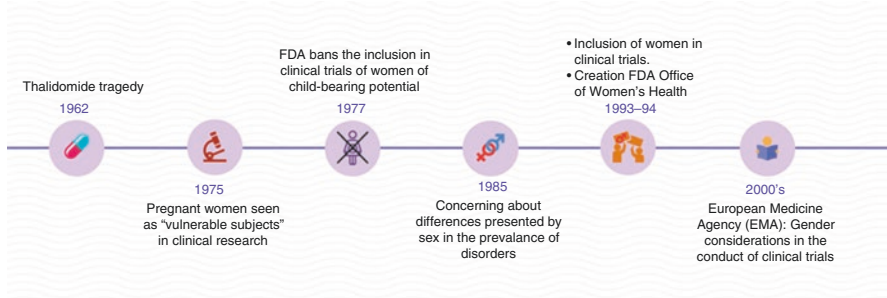 Thalidomide tragedy
1962
1975
Pregnant women seen
as “vulnerable subjects”
in clinical research
FDA bans the inclusion in
clinical trials of women of
child-bearing potential
1977
1985
Concerning about
differences presented by
sex in the prevalance of
disorders
• Inclusion of women in
clinical trials.
• Creation FDA Office
of Women’s Health
1993–94
2000’s
European Medicine
Agency (EMA): Gender
considerations in the
conduct of clinical trials